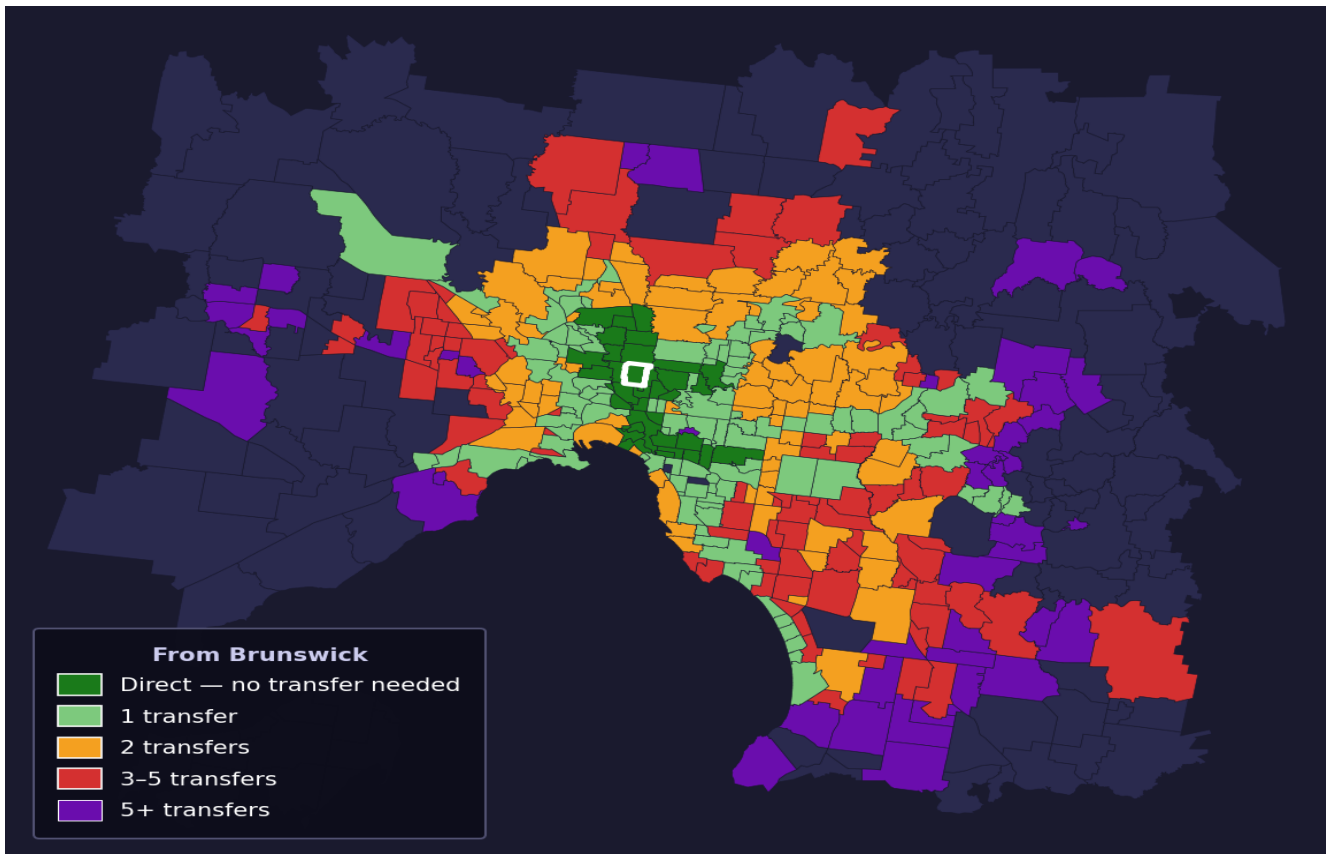 From Brunswick
Direct — no transfer needed
1 transfer
2 transfers
3–5 transfers
5+ transfers